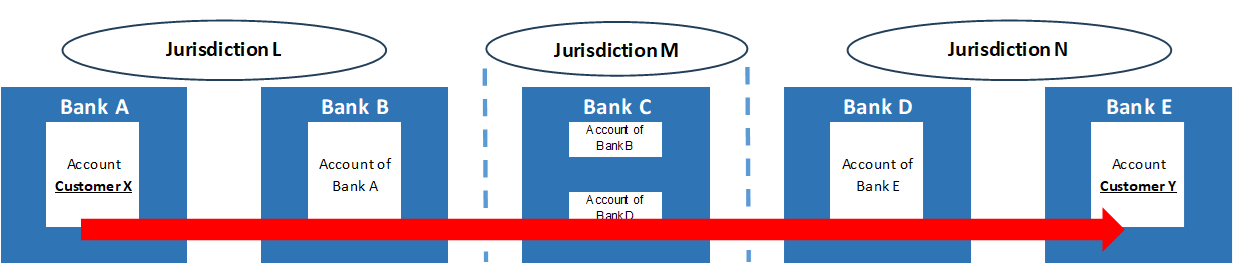 Jurisdiction L
Jurisdiction M
Jurisdiction N
Bank A
Account
Customer X
Bank B
Account of
Bank A
Bank C
Account of
Bank B
Account of
Bank D
Bank D
Account of
Bank E
Bank E
Account
Customer Y